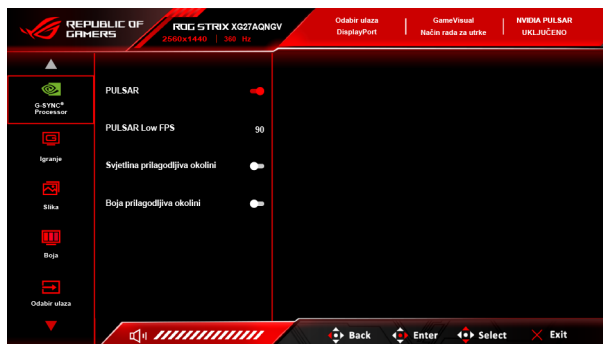 REPUBLIC OF
GAMERS
ROG STRIX XG27AQNGV
2560x1440 | 360 Hz
Odabir ulaza
DisplayPort
GameVisual
Način rada za utrke
NVIDIA PULSAR
UKLJUČENO
G-SYNC®
Processor
Igranje
Slika
Boja
Odabir ulaza
PULSAR
PULSAR Low FPS 90
Svjetlina prilagodljiva okolini
Boja prilagodljiva okolini
Back
Enter
Select
Exit